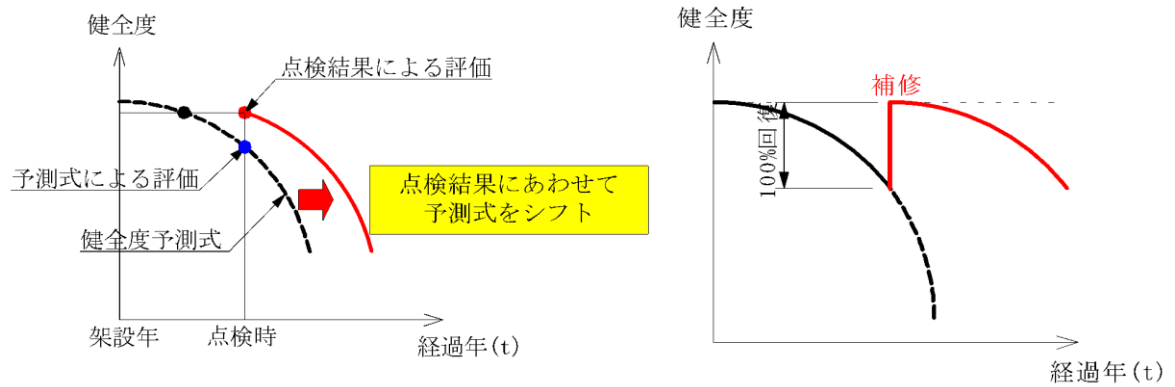 健全度
点検結果による評価
予測式による評価
健全度予測式
点検結果にあわせて
予測式をシフト
架設年
点検時
経過年(t)
健全度
補修
100%回復
経過年(t)